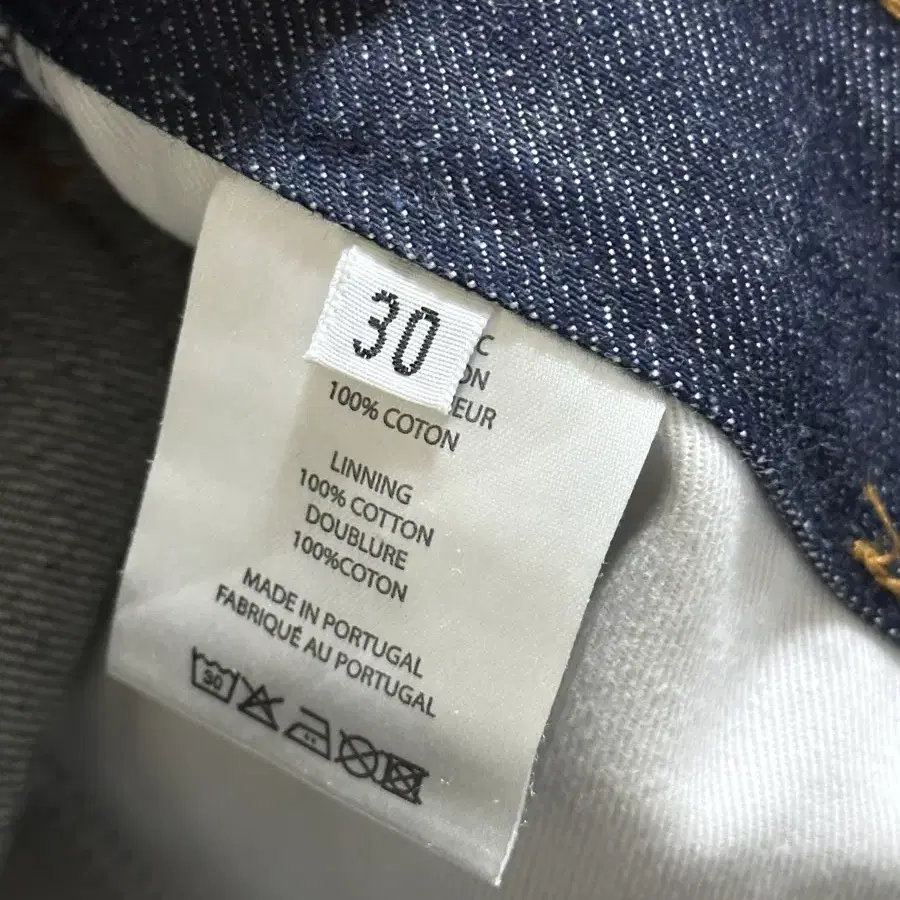 30
100% COTON
LINNING
100% COTTON
DOUBLURE
100%COTON
MADE IN PORTUGAL
FABRIQUÉ AU PORTUGAL
30